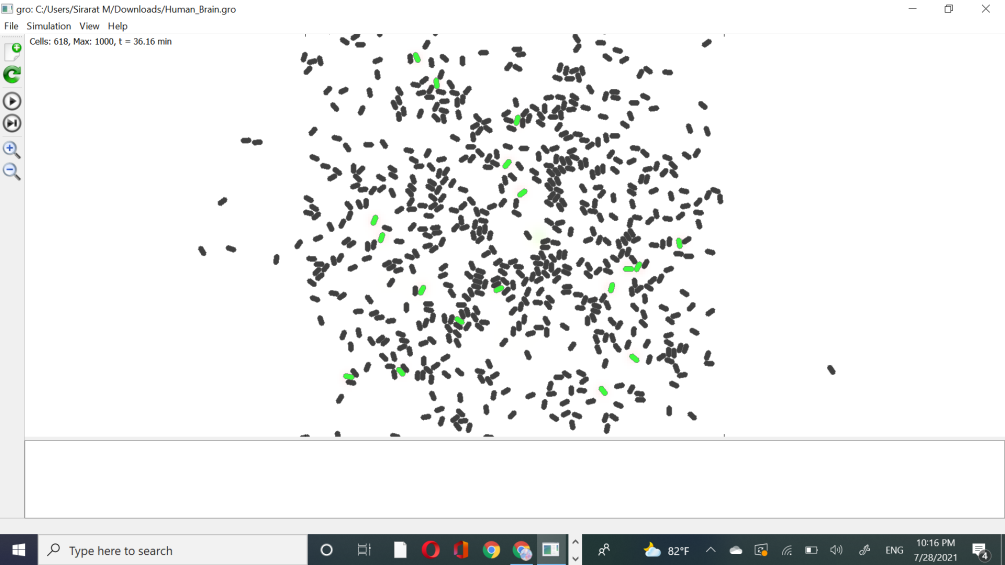 gro: C:/Users/Sirarat M/Downloads/Human_Brain.gro
File Simulation View Help
Cells: 618, Max: 1000, t = 36.16 min
Type here to search
82°F
ENG
10:16 PM
7/28/2021
4